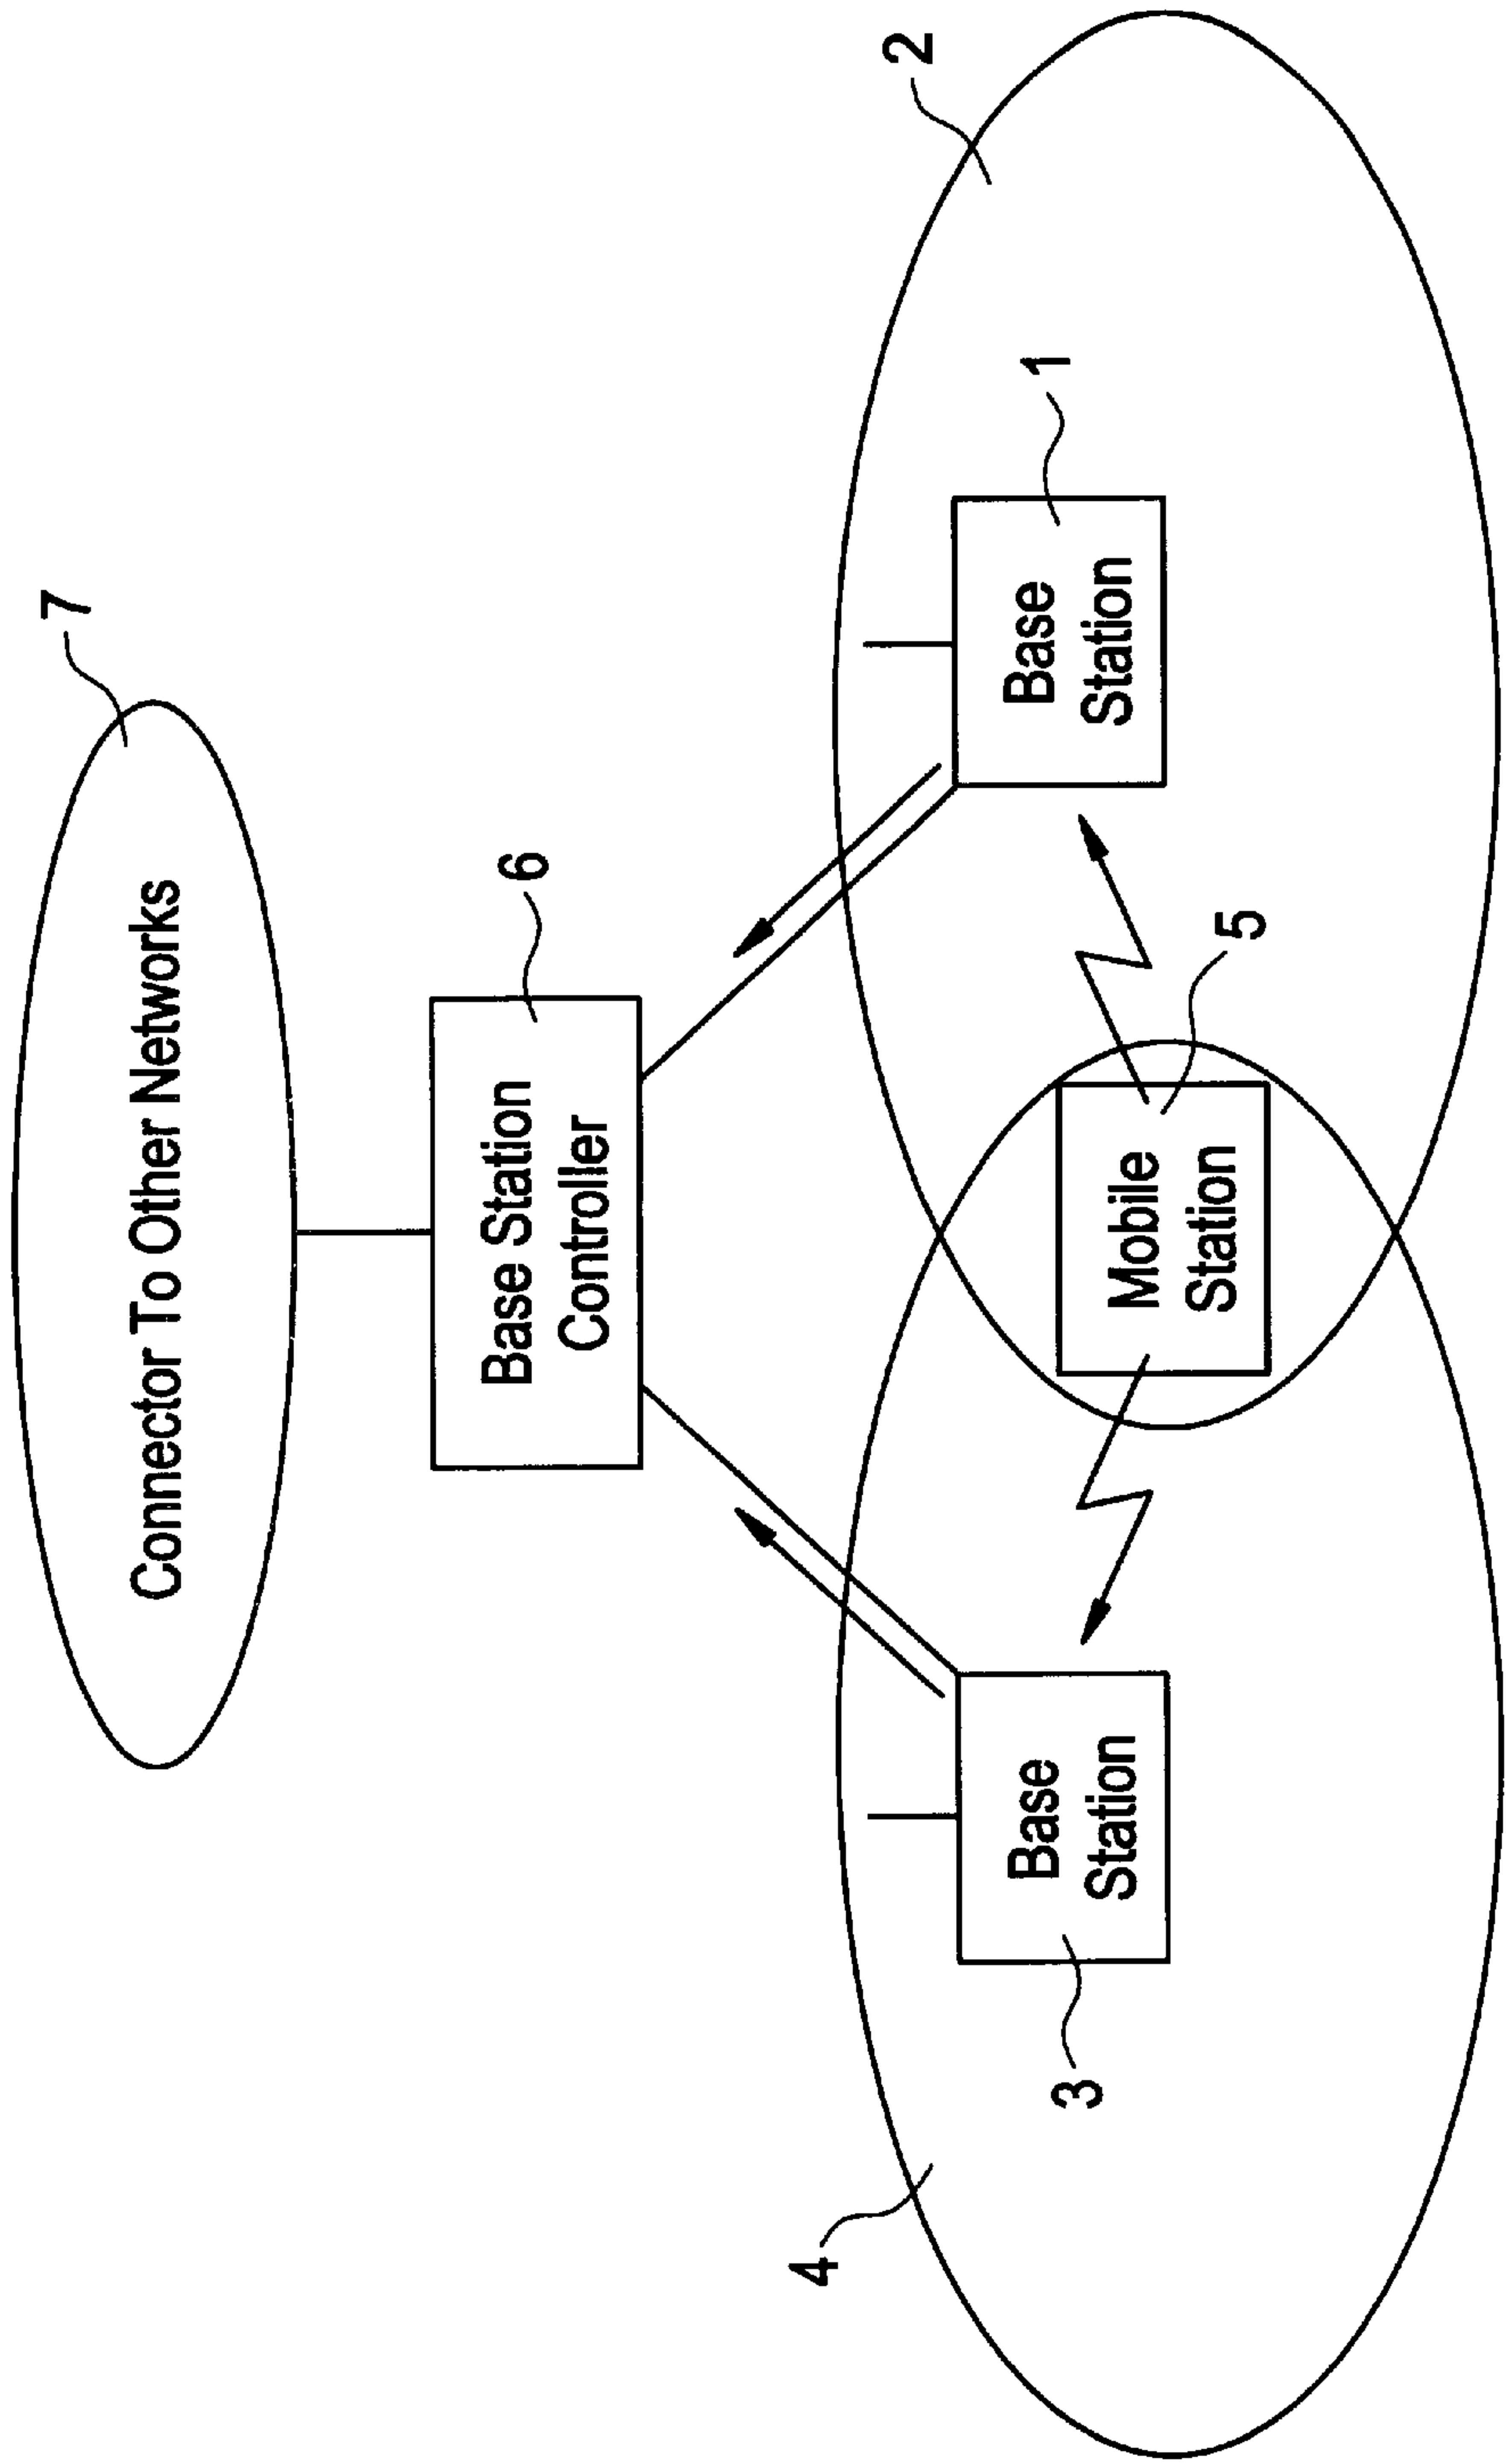 7
Connector To Other Networks
6
Base Station
Controller
2
4
1
Base
Station
3
Base
Station
5
Mobile
Station